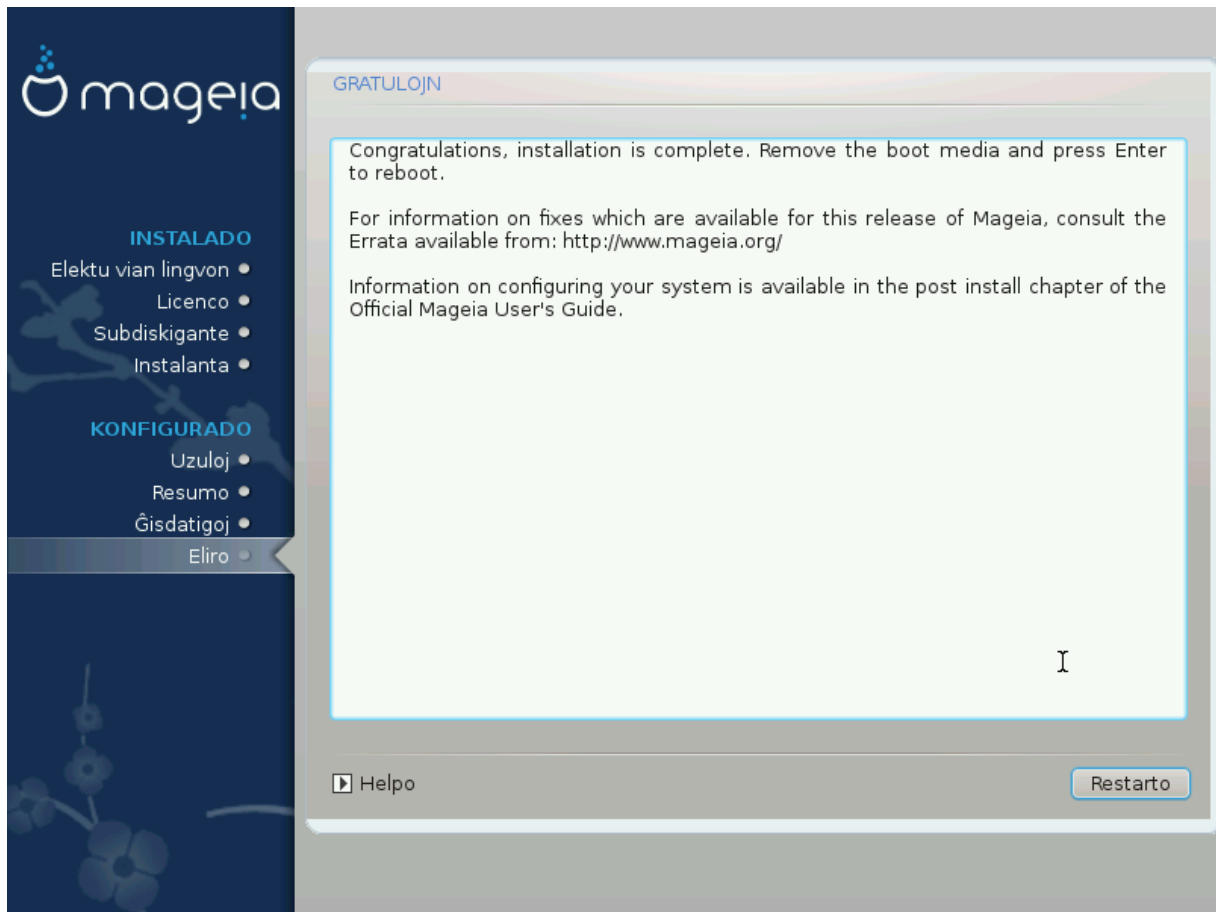 mageia
INSTALADO
Elektu vian lingvon
Licenco
Subdiskigante
Instalanta
KONFIGURADO
Uzuloj
Resumo
Ĝisdatigoj
Eliro
GRATULOJN
Congratulations, installation is complete. Remove the boot media and press Enter
to reboot.
For information on fixes which are available for this release of Mageia, consult the
Errata available from: http://www.mageia.org/
Information on configuring your system is available in the post install chapter of the
Official Mageia User's Guide.
Helpo
Restarto